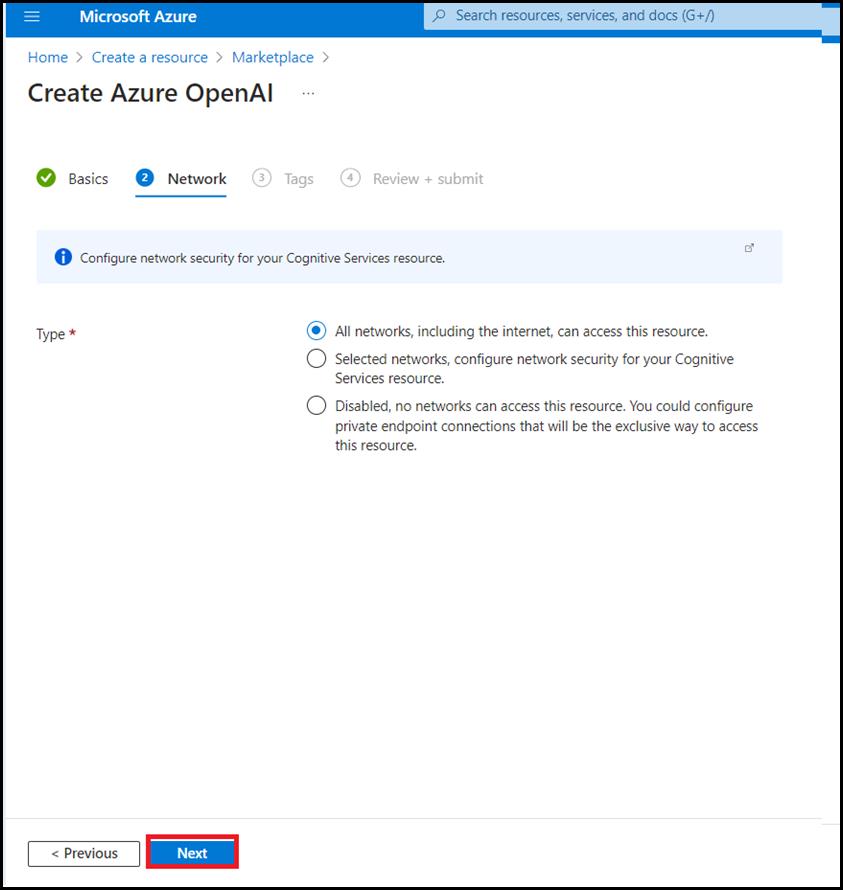 Microsoft Azure
Search resources, services, and docs (G+/)
Home > Create a resource > Marketplace >
Create Azure OpenAI ...
Basics 2 Network 3 Tags 4 Review + submit
Configure network security for your Cognitive Services resource.
Type *
All networks, including the internet, can access this resource.
Selected networks, configure network security for your Cognitive
Services resource.
Disabled, no networks can access this resource. You could configure
private endpoint connections that will be the exclusive way to access
this resource.
< Previous
Next